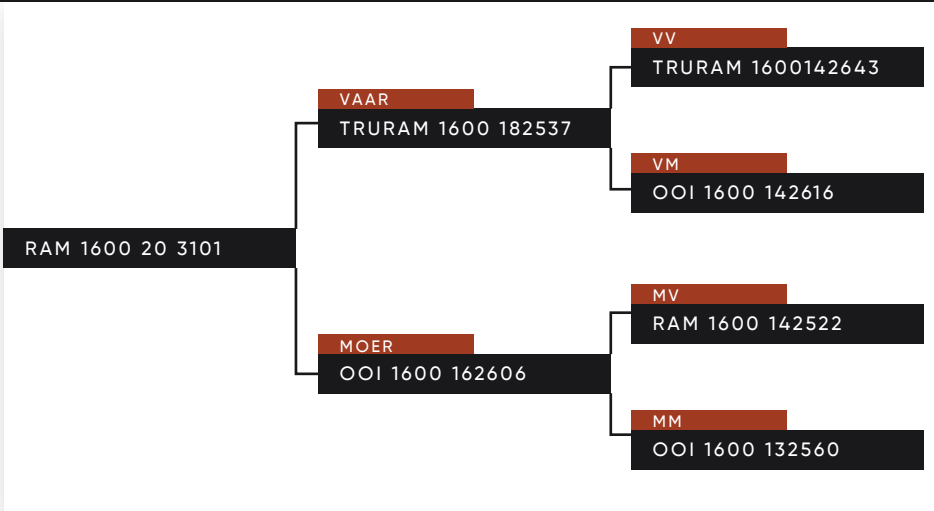 VV
TRURAM 1600142643
VAAR
TRURAM 1600 182537
VM
OOI 1600 142616
RAM 1600 20 3101
MV
RAM 1600 142522
MOER
OOI 1600 162606
MM
OOI 1600 132560